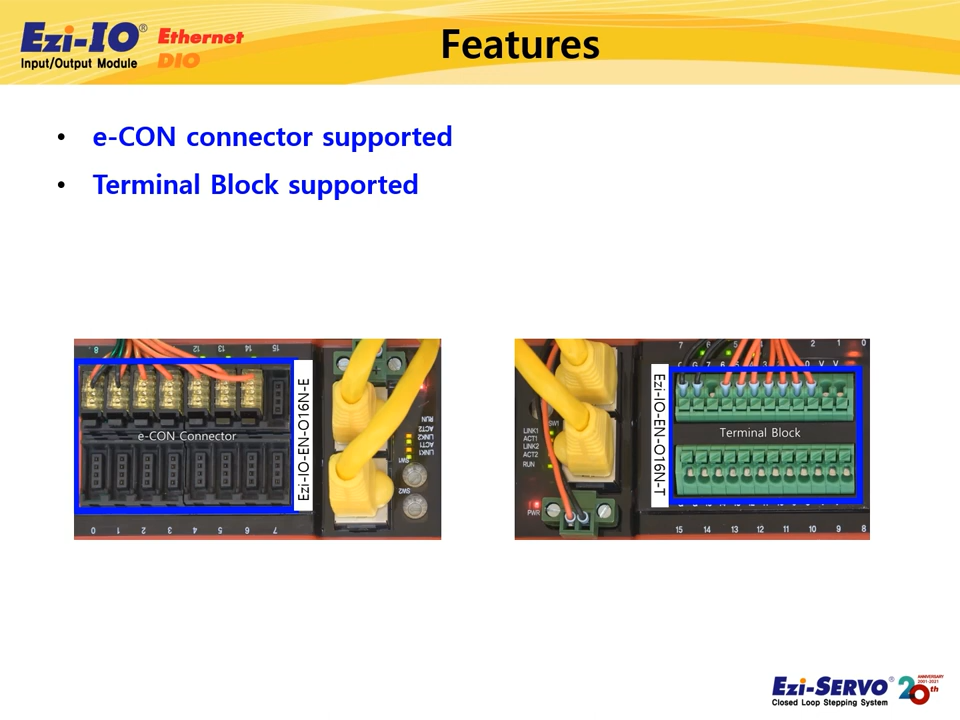 Ezi-IO®
Input/Output Module
Ethernet
DIO
Features
• e-CON connector supported
• Terminal Block supported
8 12 13 14 15
e-CON Connector
Ezi-IO-EN-O16N-E
RUN
ACT2
LINK2
ACT1
LINK1
SW1
SW2
0 1 2 3 4 5 6 7
7 6 5 2 1 0
Ezi-IO-EN-O16N-T
SW1
LINK1
ACT1
LINK2
ACT2
RUN
PWR
Terminal Block
15 14 13 12 11 10 9 8
Ezi-SERVO®
Closed Loop Stepping System
20th
ANNIVERSARY
2001-2021